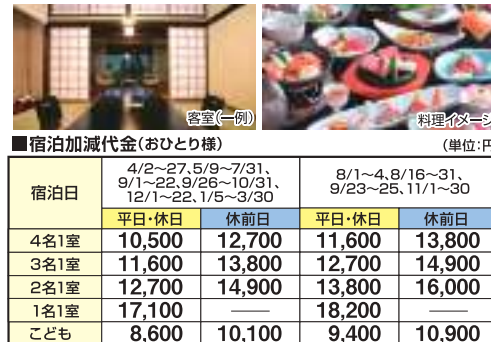 客室(一例)
料理イメージ
■宿泊加減代金(おひとり様)
(単位:円
宿泊日
4/2〜27、5/9〜7/31、
9/1〜22、9/26〜10/31、
12/1〜22、1/5〜3/30
8/1〜4、8/16〜31、
9/23〜25、11/1〜30
平日・休日 休前日 平日・休日 休前日
4名1室 10,500 12,700 11,600 13,800
3名1室 11,600 13,800 12,700 14,900
2名1室 12,700 14,900 13,800 16,000
1名1室 17,100 ── 18,200 ──
こども 8,600 10,100 9,400 10,900